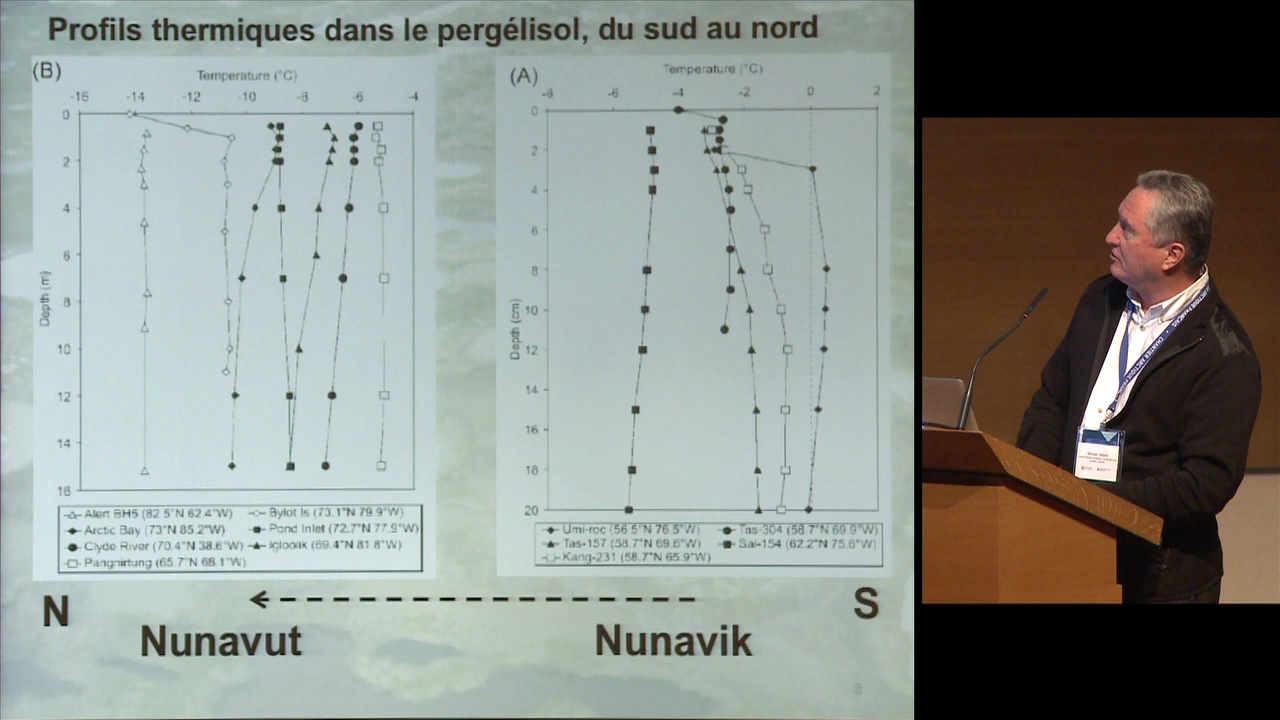 Profils thermiques dans le pergélisol, du sud au nord
(B)
Temperature (°C)
-16 -14 -12 -10 -8 -6 -4
0
2
4
6
8
10
12
14
16
Depth (m)
Alert BH5 (82.5°N 62.4°W) Bylot Is (73.1°N 79.9°W)
Arctic Bay (73°N 85.2°W) Pond Inlet (72.7°N 77.9°W)
Clyde River (70.4°N 38.6°W) Igloolik (69.4°N 81.8°W)
Pangnirtung (65.7°N 68.1°W)
(A)
Temperature (°C)
-8 -6 -4 -2 0 2
0
2
4
6
8
10
12
14
16
18
20
Depth (cm)
Umi-roc (56.5°N 76.5°W) Tas-304 (58.7°N 69.9°W)
Tas-157 (58.7°N 69.6°W) Sal-154 (62.2°N 75.6°W)
Kang-231 (58.7°N 65.9°W)
N
S
Nunavut
Nunavik
8